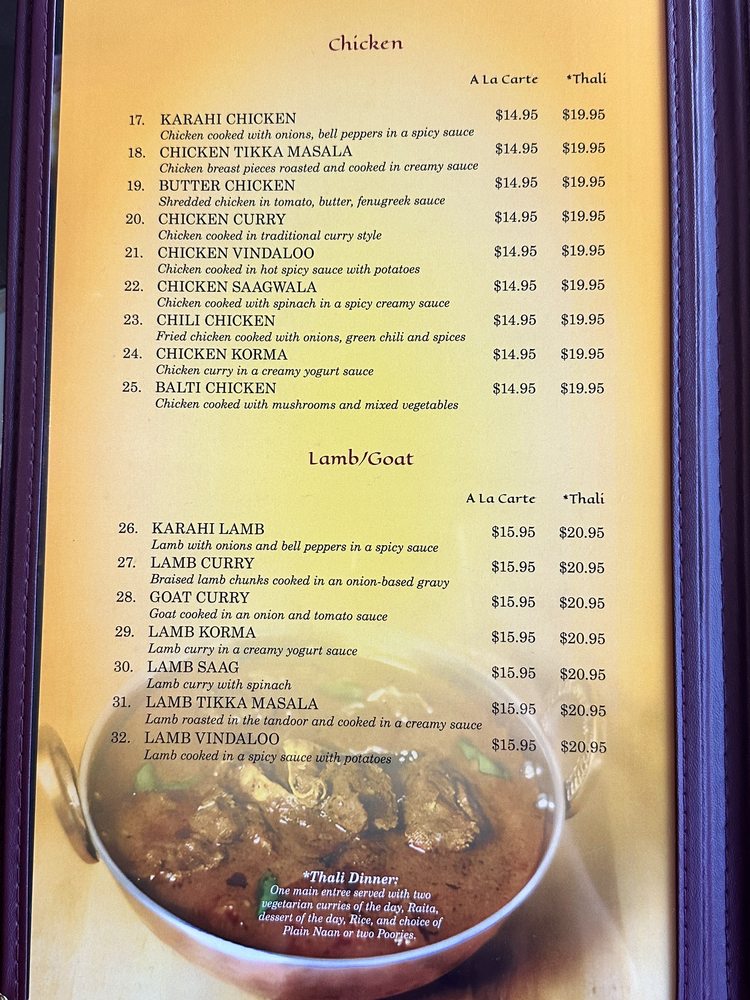 Chicken
A La Carte *Thali
17. KARAHI CHICKEN $14.95 $19.95
Chicken cooked with onions, bell peppers in a spicy sauce
18. CHICKEN TIKKA MASALA $14.95 $19.95
Chicken breast pieces roasted and cooked in creamy sauce
19. BUTTER CHICKEN $14.95 $19.95
Shredded chicken in tomato, butter, fenugreek sauce
20. CHICKEN CURRY $14.95 $19.95
Chicken cooked in traditional curry style
21. CHICKEN VINDALOO $14.95 $19.95
Chicken cooked in hot spicy sauce with potatoes
22. CHICKEN SAAGWALA $14.95 $19.95
Chicken cooked with spinach in a spicy creamy sauce
23. CHILI CHICKEN $14.95 $19.95
Fried chicken cooked with onions, green chili and spices
24. CHICKEN KORMA $14.95 $19.95
Chicken curry in a creamy yogurt sauce
25. BALTI CHICKEN $14.95 $19.95
Chicken cooked with mushrooms and mixed vegetables
Lamb/Goat
A La Carte *Thali
26. KARAHI LAMB $15.95 $20.95
Lamb with onions and bell peppers in a spicy sauce
27. LAMB CURRY $15.95 $20.95
Braised lamb chunks cooked in an onion-based gravy
28. GOAT CURRY $15.95 $20.95
Goat cooked in an onion and tomato sauce
29. LAMB KORMA $15.95 $20.95
Lamb curry in a creamy yogurt sauce
30. LAMB SAAG $15.95 $20.95
Lamb curry with spinach
31. LAMB TIKKA MASALA $15.95 $20.95
Lamb roasted in the tandoor and cooked in a creamy sauce
32. LAMB VINDALOO $15.95 $20.95
Lamb cooked in a spicy sauce with potatoes
*Thali Dinner:
One main entree served with two
vegetarian curries of the day, Raita,
dessert of the day, Rice, and choice of
Plain Naan or two Poories.